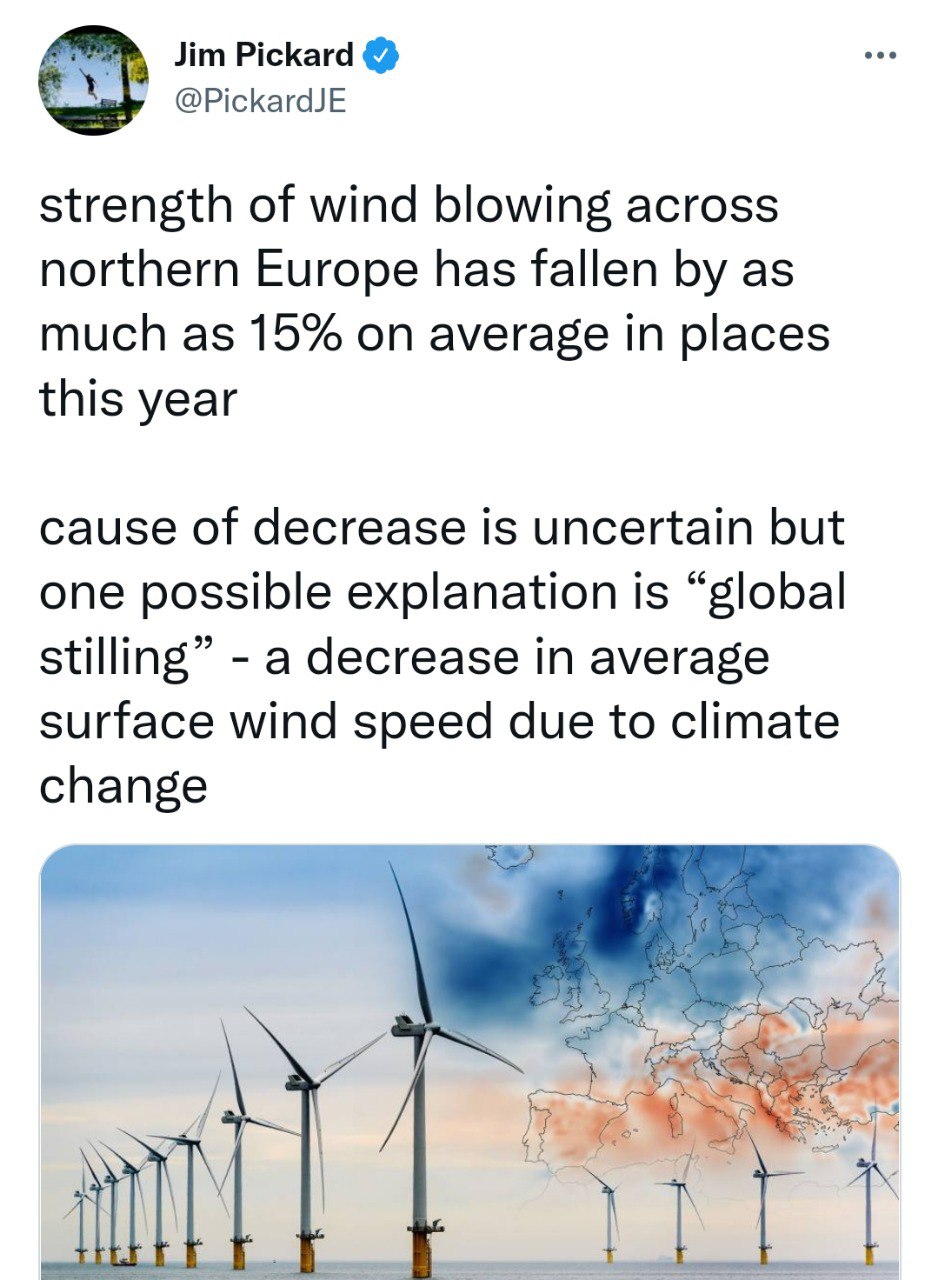 Jim Pickard
@PickardJE
strength of wind blowing across
northern Europe has fallen by as
much as 15% on average in places
this year
cause of decrease is uncertain but
one possible explanation is “global
stilling” - a decrease in average
surface wind speed due to climate
change